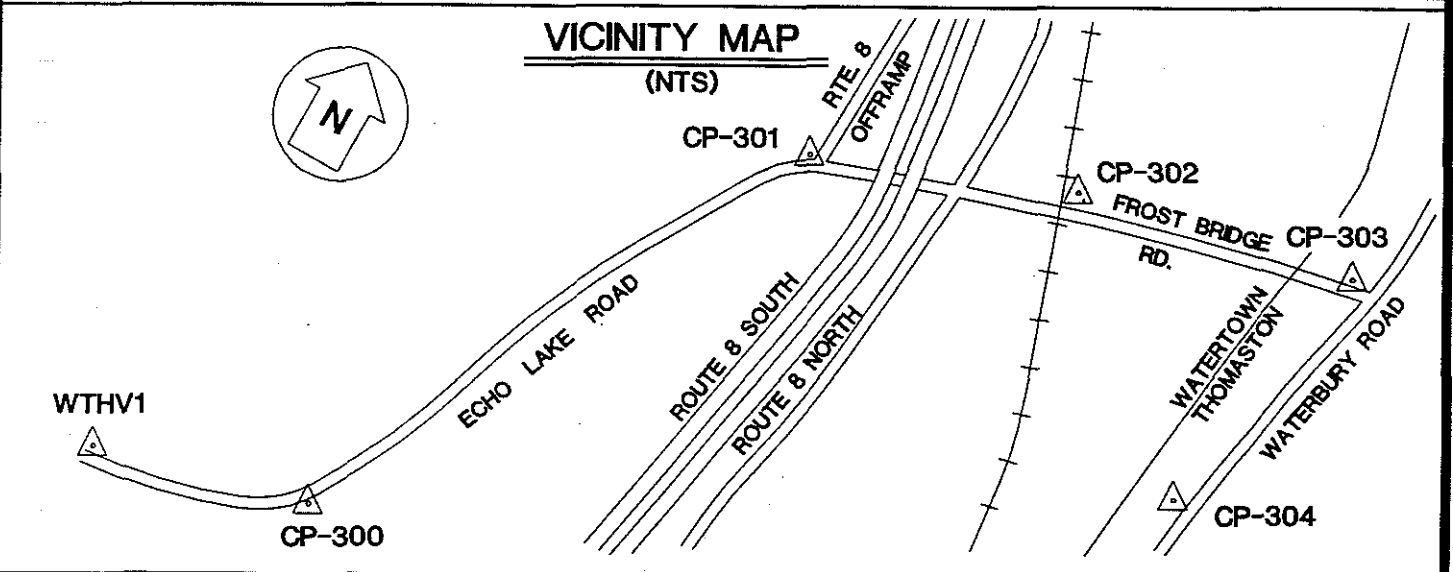 VICINITY MAP
(NTS)
N
RTE. 8
OFFRAMP
CP-301
CP-302
FROST BRIDGE
RD.
CP-303
ECHO LAKE ROAD
ROUTE 8 SOUTH
ROUTE 8 NORTH
WATERTOWN
THOMASTON
WATERBURY ROAD
WTHV1
CP-300
CP-304